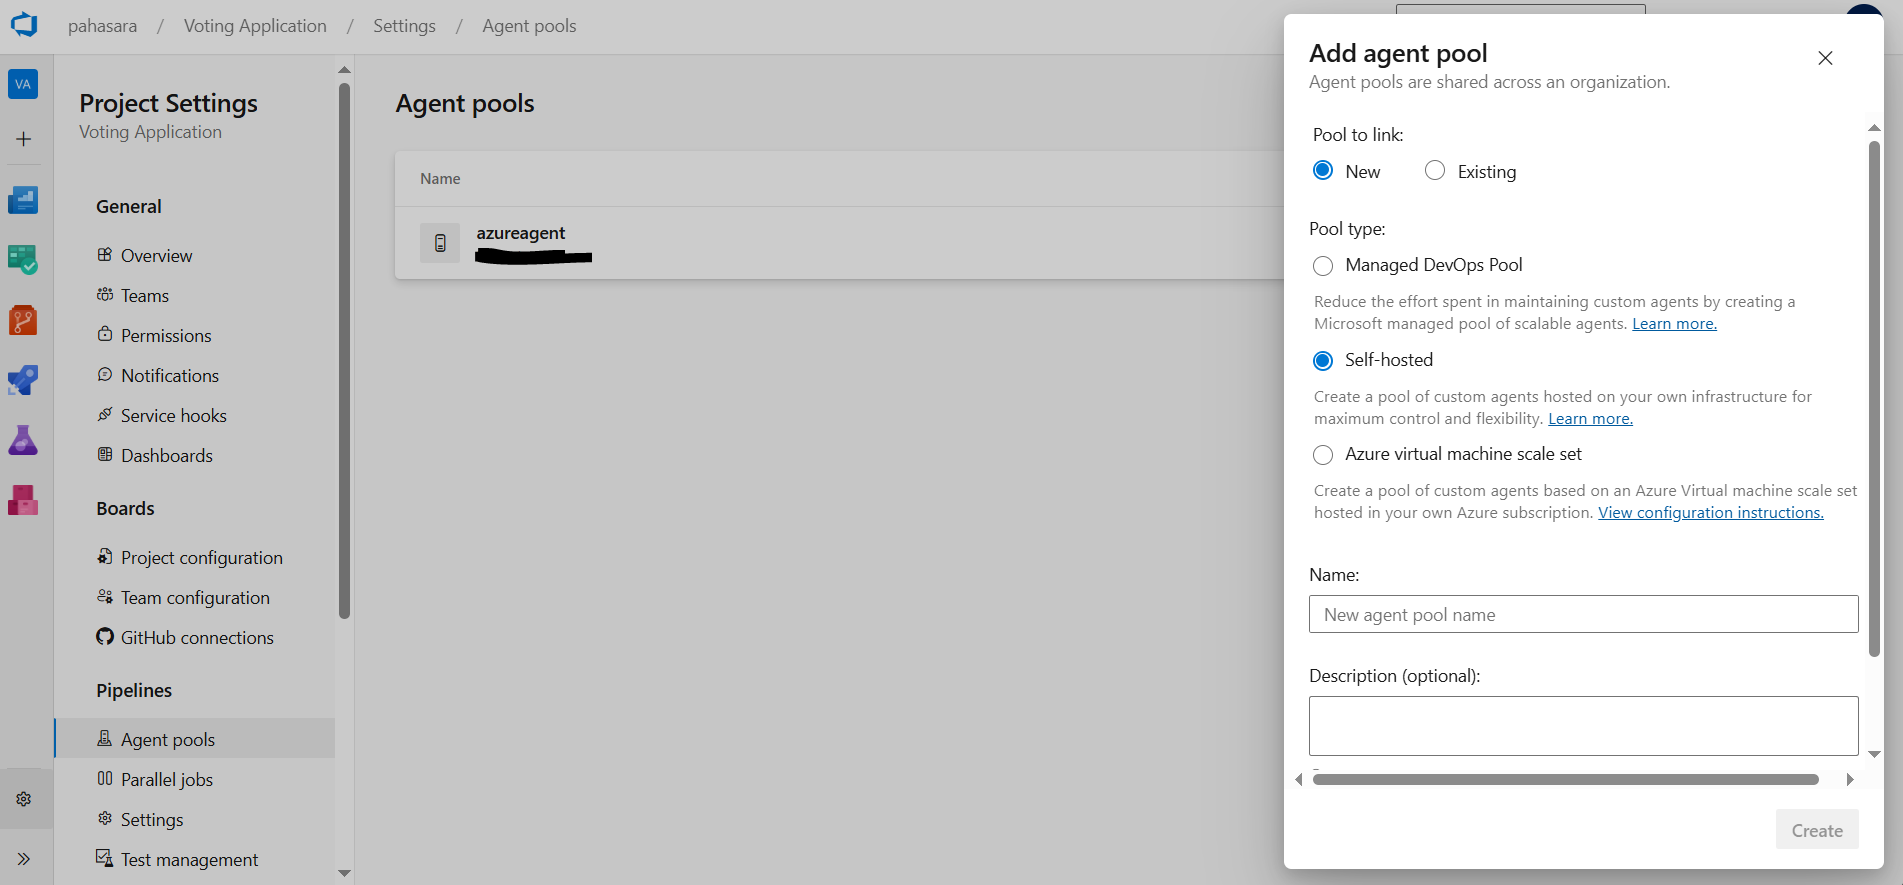 pahasara / Voting Application / Settings / Agent pools
VA
Project Settings
Voting Application
General
Overview
Teams
Permissions
Notifications
Service hooks
Dashboards
Boards
Project configuration
Team configuration
GitHub connections
Pipelines
Agent pools
Parallel jobs
Settings
Test management
Agent pools
Name
azureagent
Add agent pool
Agent pools are shared across an organization.
Pool to link:
New Existing
Pool type:
Managed DevOps Pool
Reduce the effort spent in maintaining custom agents by creating a
Microsoft managed pool of scalable agents. Learn more.
Self-hosted
Create a pool of custom agents hosted on your own infrastructure for
maximum control and flexibility. Learn more.
Azure virtual machine scale set
Create a pool of custom agents based on an Azure Virtual machine scale set
hosted in your own Azure subscription. View configuration instructions.
Name:
New agent pool name
Description (optional):
Create